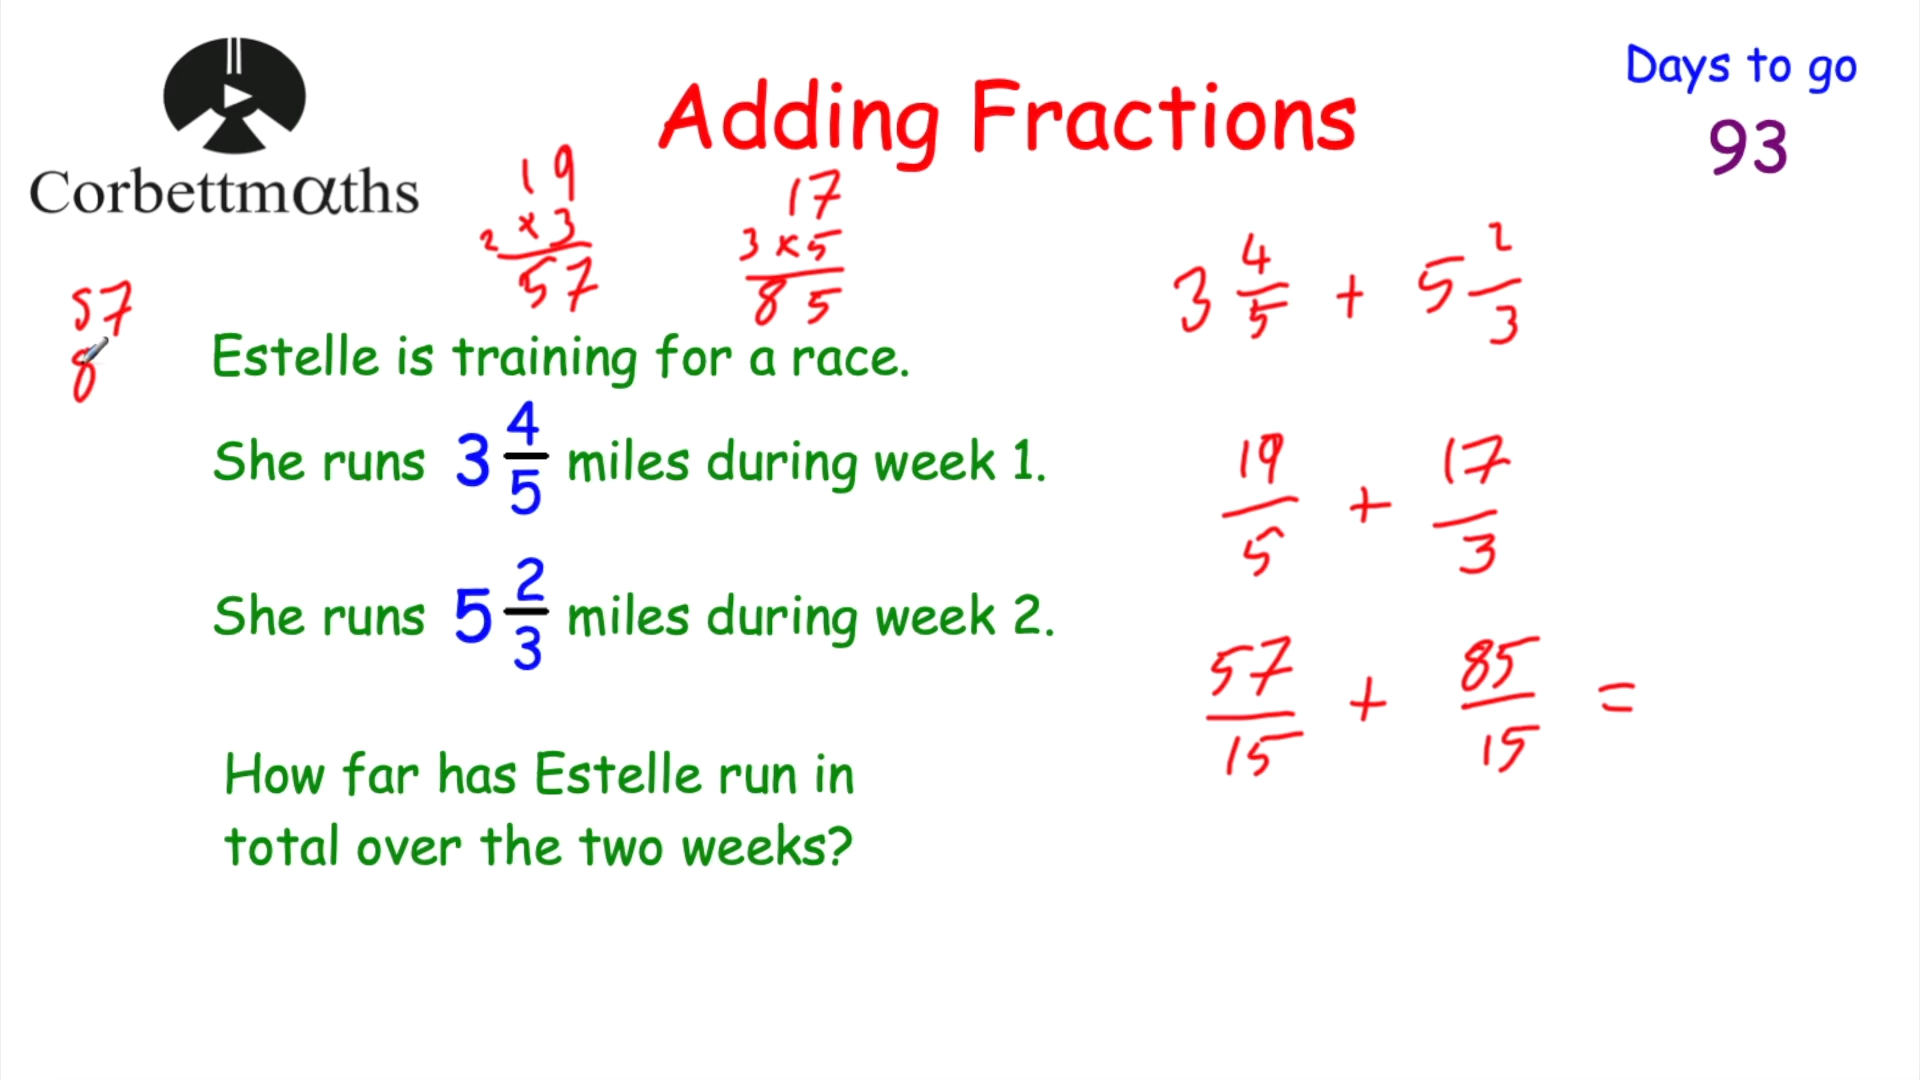 Corbettmαths
Adding Fractions
Days to go
93
19
2 × 3
57
17
3 × 5
85
57
8
Estelle is training for a race.
She runs 3 4/5 miles during week 1.
She runs 5 2/3 miles during week 2.
How far has Estelle run in
total over the two weeks?
3 4/5 + 5 2/3
19/5 + 17/3
57/15 + 85/15 =